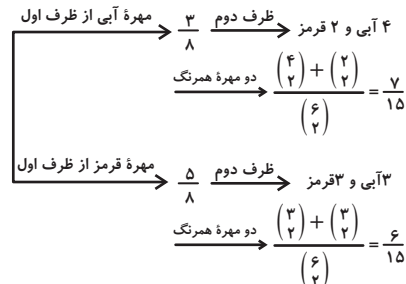 مهرهٔ آبی از ظرف اول ۳/۸ ظرف دوم ۴ آبی و ۲ قرمز
دو مهرهٔ همرنگ ((۴ ۲) + (۲ ۲)) / (۶ ۲) = ۷/۱۵
مهرهٔ قرمز از ظرف اول ۵/۸ ظرف دوم ۳آبی و ۳قرمز
دو مهرهٔ همرنگ ((۳ ۲) + (۳ ۲)) / (۶ ۲) = ۶/۱۵